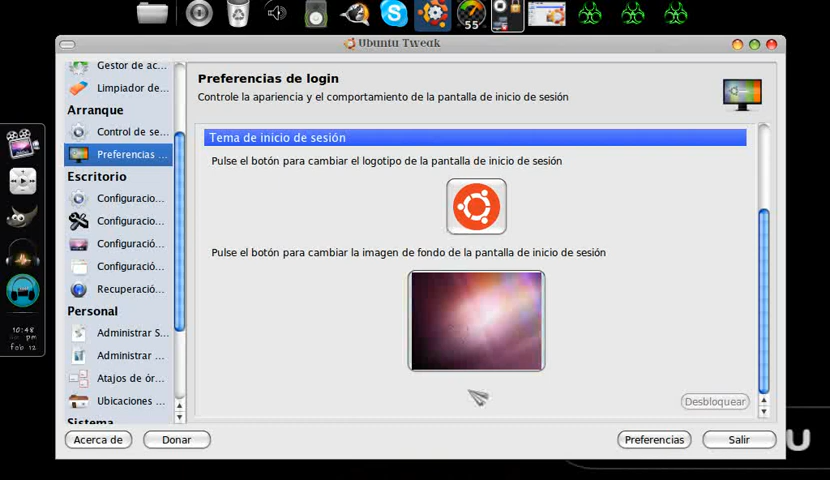 55
Ubuntu Tweak
Gestor de ac...
Limpiador de...
Arranque
Control de se...
Preferencias ...
Escritorio
Configuracio...
Configuracio...
Configuració...
Configuració...
Recuperació...
Personal
Administrar S...
Administrar ...
Atajos de ór...
Ubicaciones ...
Sistema
Acerca de
Donar
Preferencias de login
Controle la apariencia y el comportamiento de la pantalla de inicio de sesión
Tema de inicio de sesión
Pulse el botón para cambiar el logotipo de la pantalla de inicio de sesión
Pulse el botón para cambiar la imagen de fondo de la pantalla de inicio de sesión
Desbloquear
Preferencias
Salir
10:48
pm
feb 12
U